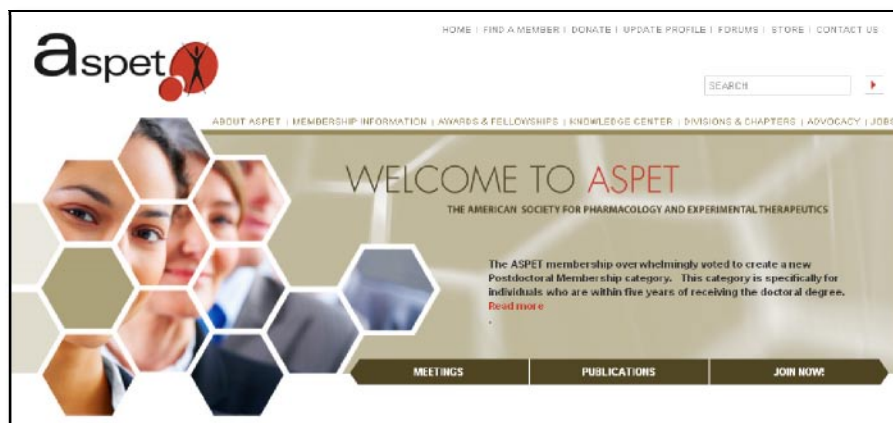 HOME | FIND A MEMBER | DONATE | UPDATE PROFILE | FORUMS | STORE | CONTACT US
aspet
SEARCH
ABOUT ASPET | MEMBERSHIP INFORMATION | AWARDS & FELLOWSHIPS | KNOWLEDGE CENTER | DIVISIONS & CHAPTERS | ADVOCACY | JOBS
WELCOME TO ASPET
THE AMERICAN SOCIETY FOR PHARMACOLOGY AND EXPERIMENTAL THERAPEUTICS
The ASPET membership overwhelmingly voted to create a new
Postdoctoral Membership category. This category is specifically for
individuals who are within five years of receiving the doctoral degree.
Read more
.
MEETINGS PUBLICATIONS JOIN NOW!